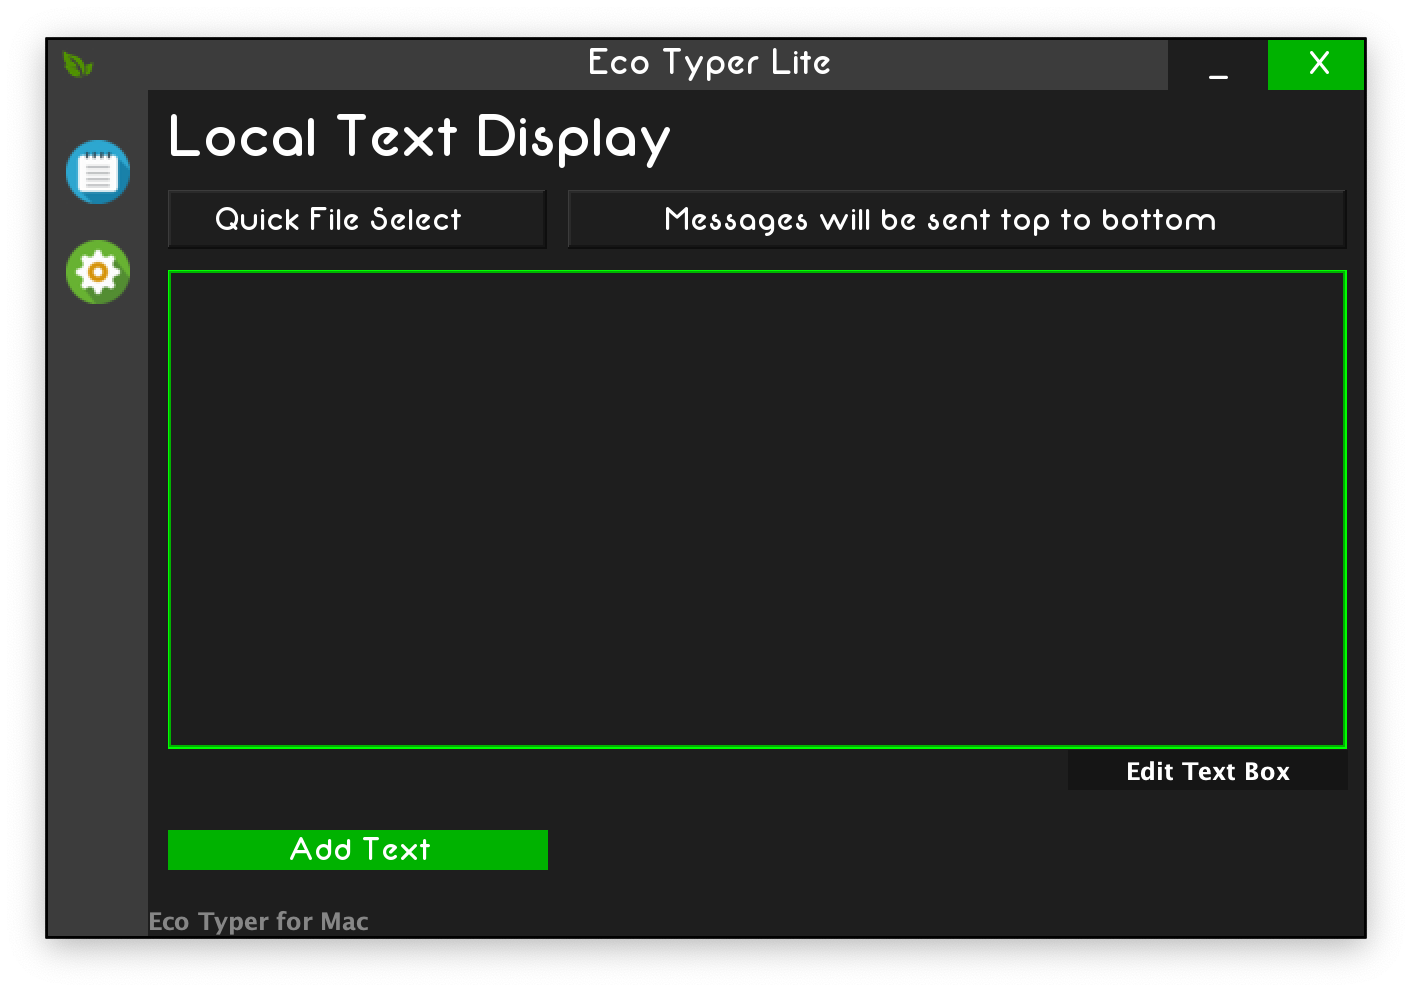 Eco Typer Lite
_
X
Local Text Display
Quick File Select
Messages will be sent top to bottom
Edit Text Box
Add Text
Eco Typer for Mac